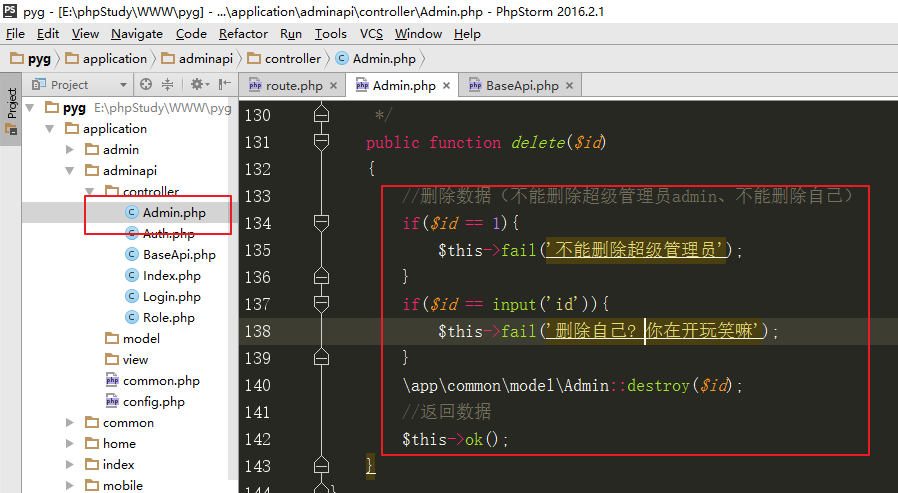 pyg - [E:\phpStudy\WWW\pyg] - ...\application\adminapi\controller\Admin.php - PhpStorm 2016.2.1
File Edit View Navigate Code Refactor Run Tools VCS Window Help
pyg application adminapi controller Admin.php
Project
Project
route.php Admin.php BaseApi.php
pyg E:\phpStudy\WWW\pyg
application
admin
adminapi
controller
Admin.php
Auth.php
BaseApi.php
Index.php
Login.php
Role.php
model
view
common.php
config.php
common
home
index
mobile
130 */
131 public function delete($id)
132 {
133 //删除数据（不能删除超级管理员admin、不能删除自己）
134 if($id == 1){
135 $this->fail('不能删除超级管理员');
136 }
137 if($id == input('id')){
138 $this->fail('删除自己？你在开玩笑嘛');
139 }
140 \app\common\model\Admin::destroy($id);
141 //返回数据
142 $this->ok();
143 }
144 }